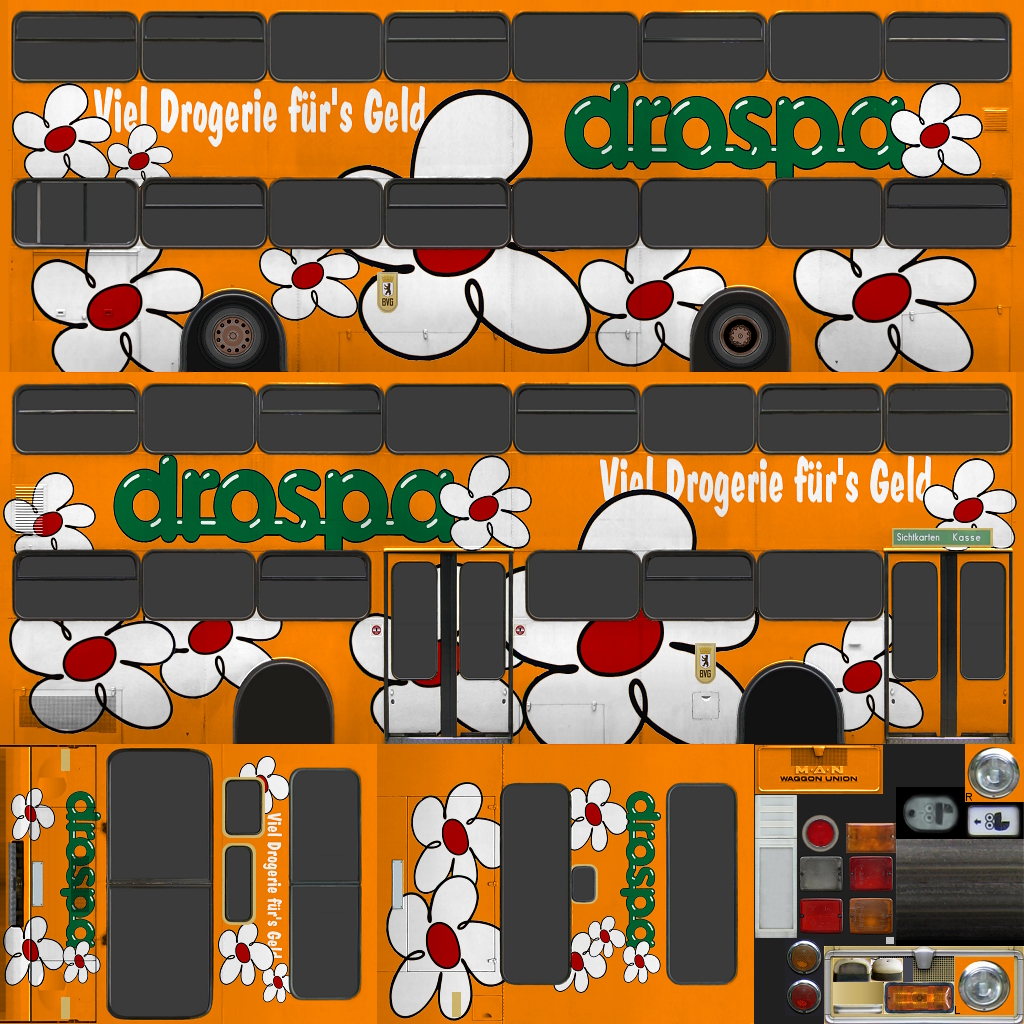 Viel Drogerie für's Geld
drospa
BVG
drospa
Viel Drogerie für's Geld
Sichtkarten Kasse
BVG
drospa
Viel Drogerie für's Geld
drospa
M·A·N
WAGGON UNION
R
L